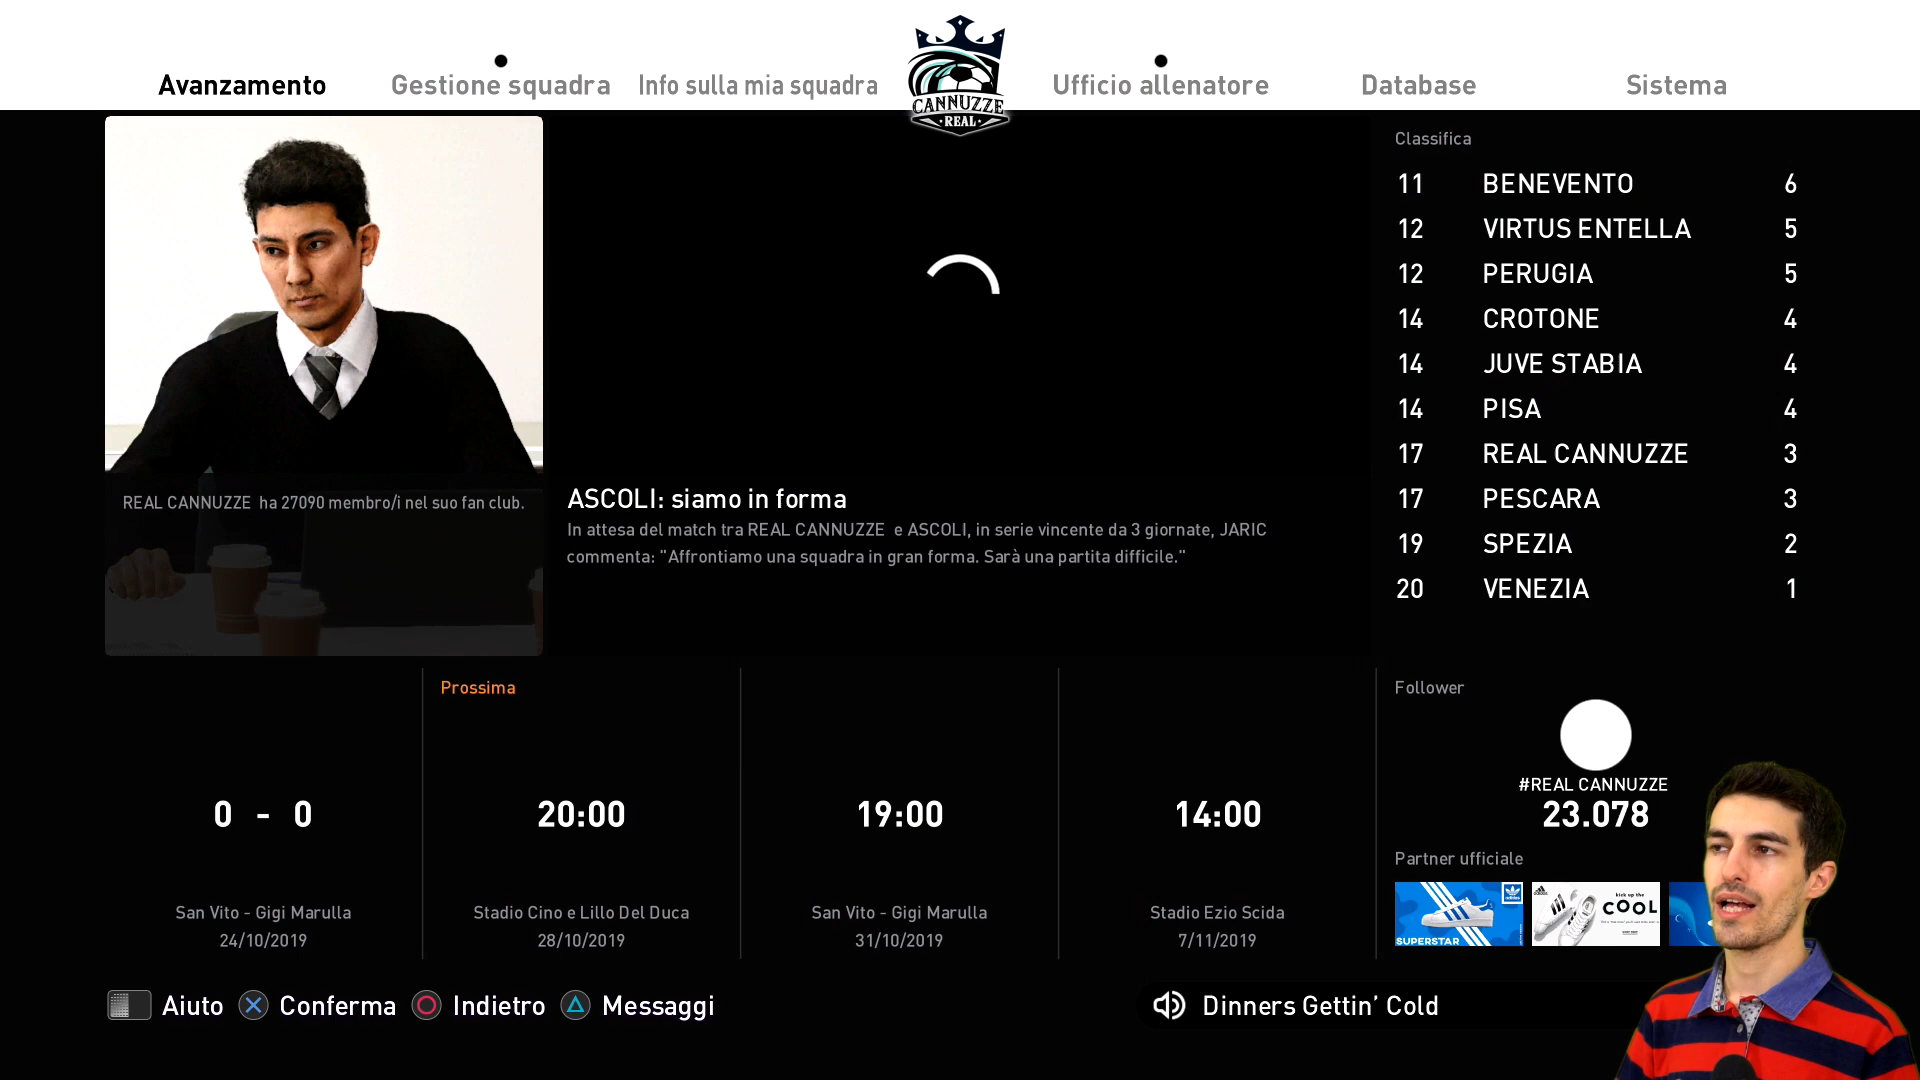 Avanzamento
Gestione squadra
Info sulla mia squadra
CANNUZZE
REAL
Ufficio allenatore
Database
Sistema
REAL CANNUZZE ha 27090 membro/i nel suo fan club.
ASCOLI: siamo in forma
In attesa del match tra REAL CANNUZZE e ASCOLI, in serie vincente da 3 giornate, JARIC
commenta: "Affrontiamo una squadra in gran forma. Sarà una partita difficile."
Classifica
11 BENEVENTO 6
12 VIRTUS ENTELLA 5
12 PERUGIA 5
14 CROTONE 4
14 JUVE STABIA 4
14 PISA 4
17 REAL CANNUZZE 3
17 PESCARA 3
19 SPEZIA 2
20 VENEZIA 1
0 - 0
San Vito - Gigi Marulla
24/10/2019
Prossima
20:00
Stadio Cino e Lillo Del Duca
28/10/2019
19:00
San Vito - Gigi Marulla
31/10/2019
14:00
Stadio Ezio Scida
7/11/2019
Follower
#REAL CANNUZZE
23.078
Partner ufficiale
SUPERSTAR
adidas
kick up the
COOL
Aiuto
Conferma
Indietro
Messaggi
Dinners Gettin' Cold